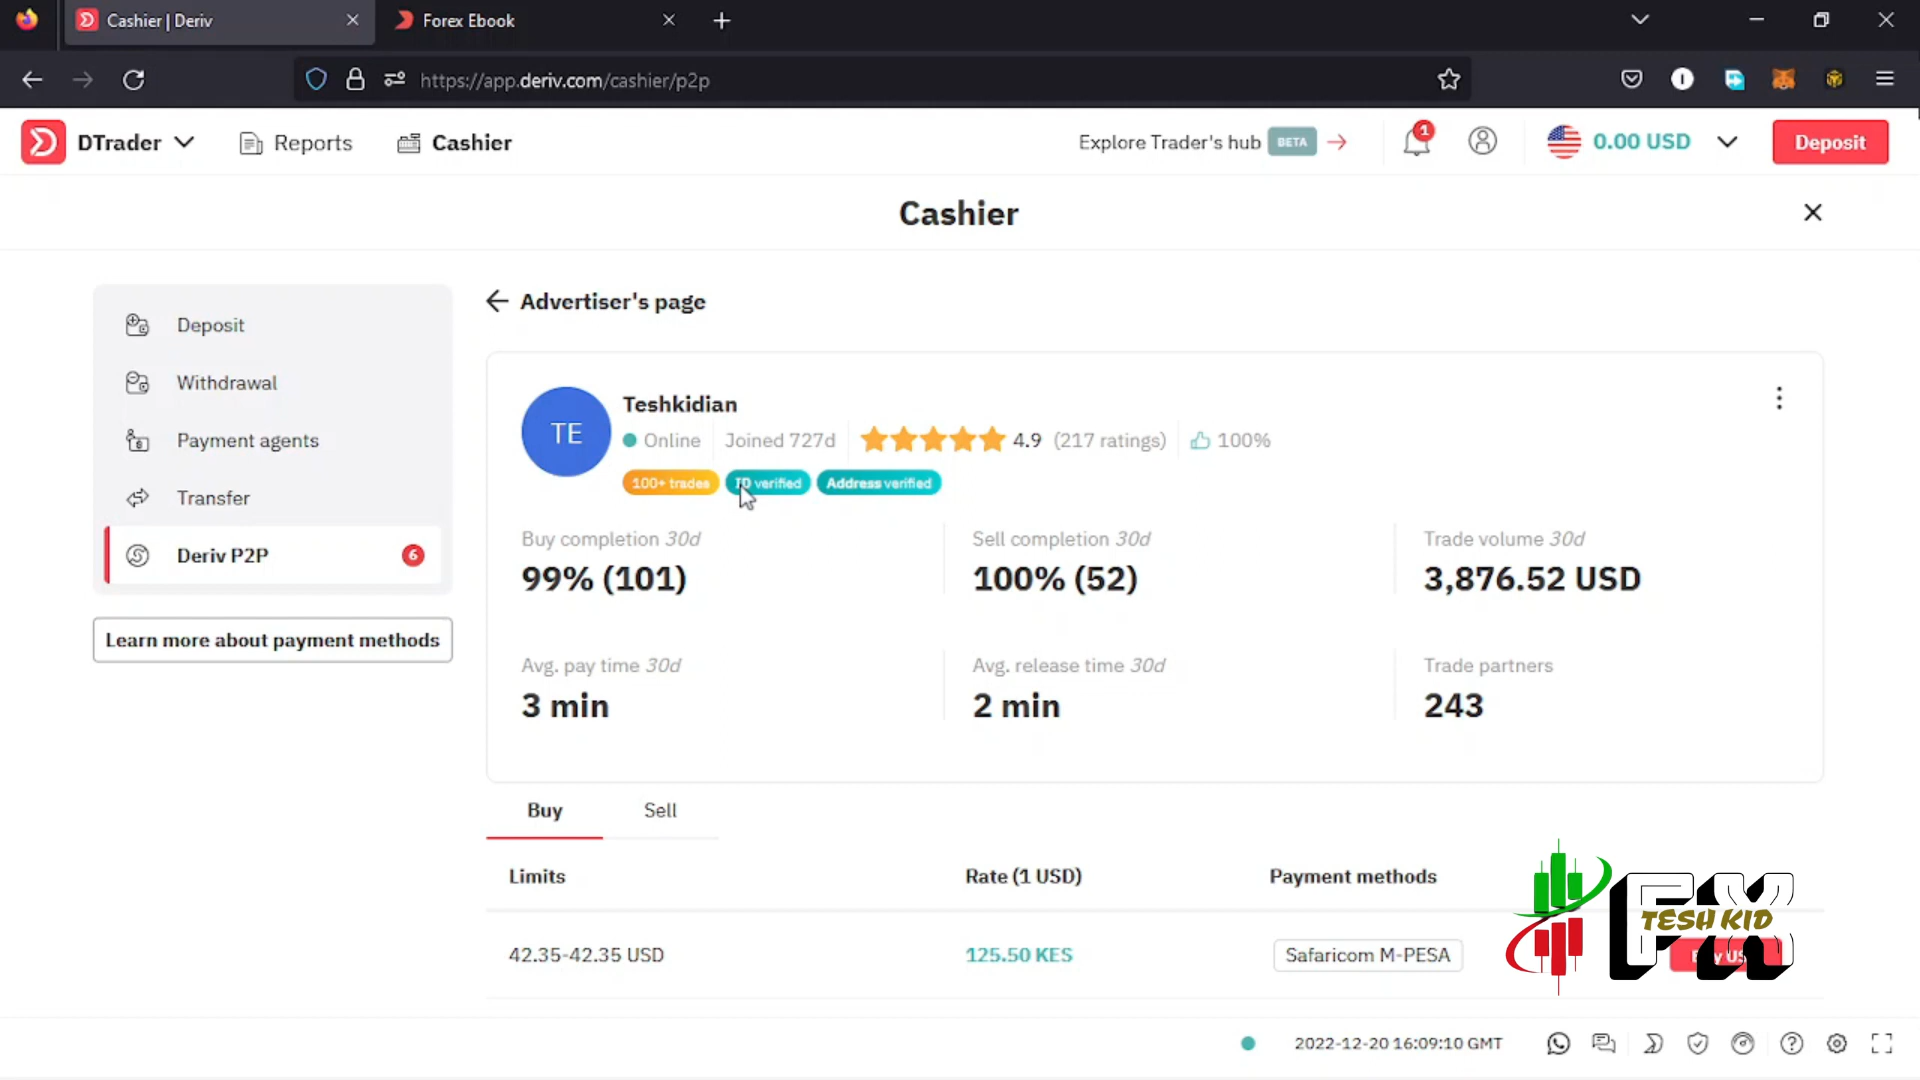 Cashier | Deriv
Forex Ebook
https://app.deriv.com/cashier/p2p
DTrader
Reports
Cashier
Explore Trader's hub BETA
1
0.00 USD
Deposit
Cashier
Deposit
Withdrawal
Payment agents
Transfer
Deriv P2P 6
Learn more about payment methods
Advertiser's page
TE
Teshkidian
Online Joined 727d 4.9 (217 ratings) 100%
100+ trades ID verified Address verified
Buy completion 30d Sell completion 30d Trade volume 30d
99% (101) 100% (52) 3,876.52 USD
Avg. pay time 30d Avg. release time 30d Trade partners
3 min 2 min 243
Buy Sell
Limits Rate (1 USD) Payment methods
42.35-42.35 USD 125.50 KES Safaricom M-PESA
FX
TESH KID
2022-12-20 16:09:10 GMT